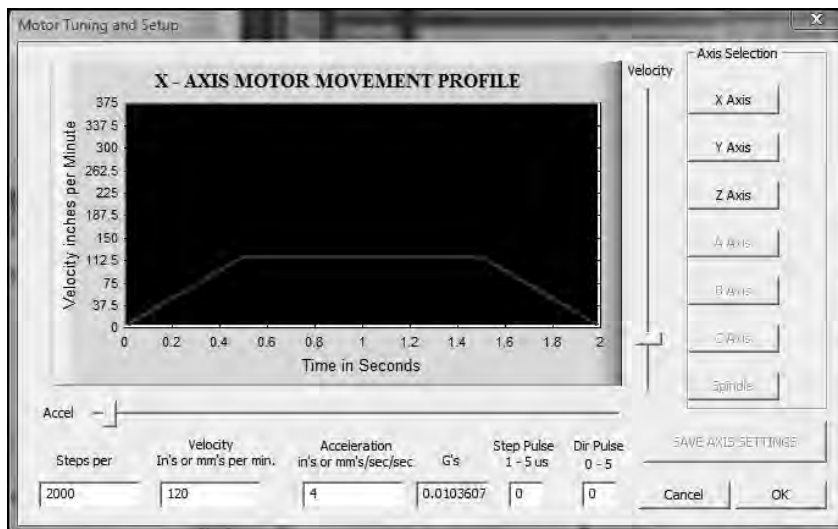 Motor Tuning and Setup
X - AXIS MOTOR MOVEMENT PROFILE
Velocity inches per Minute
375
337.5
300
262.5
225
187.5
150
112.5
75
37.5
0
0 0.2 0.4 0.6 0.8 1 1.2 1.4 1.6 1.8 2
Time in Seconds
Velocity
Axis Selection
X Axis
Y Axis
Z Axis
A Axis
B Axis
C Axis
Spindle
Accel
Steps per
Velocity
In's or mm's per min.
Acceleration
in's or mm's/sec/sec
G's
Step Pulse
1 - 5 us
Dir Pulse
0 - 5
2000
120
4
0.0103607
0
0
SAVE AXIS SETTINGS
Cancel
OK